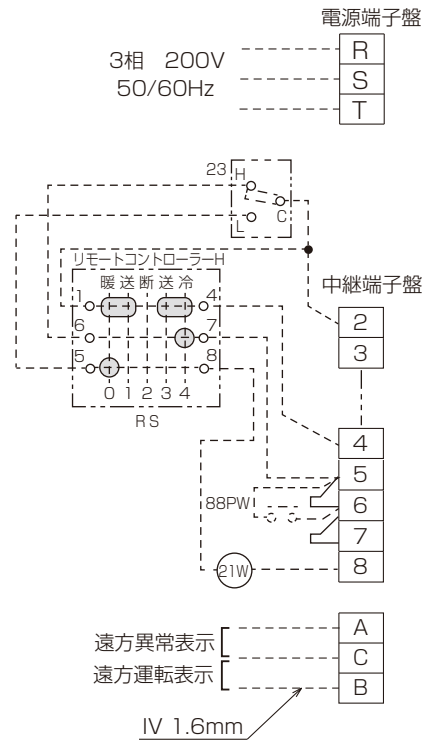 電源端子盤
3相 200V
50/60Hz
R
S
T
23
H
C
L
リモートコントローラーH
暖 送 断 送 冷
1
4
6
7
5
8
0 1 2 3 4
RS
中継端子盤
2
3
4
5
6
7
8
88PW
21W
遠方異常表示
遠方運転表示
A
C
B
IV 1.6mm